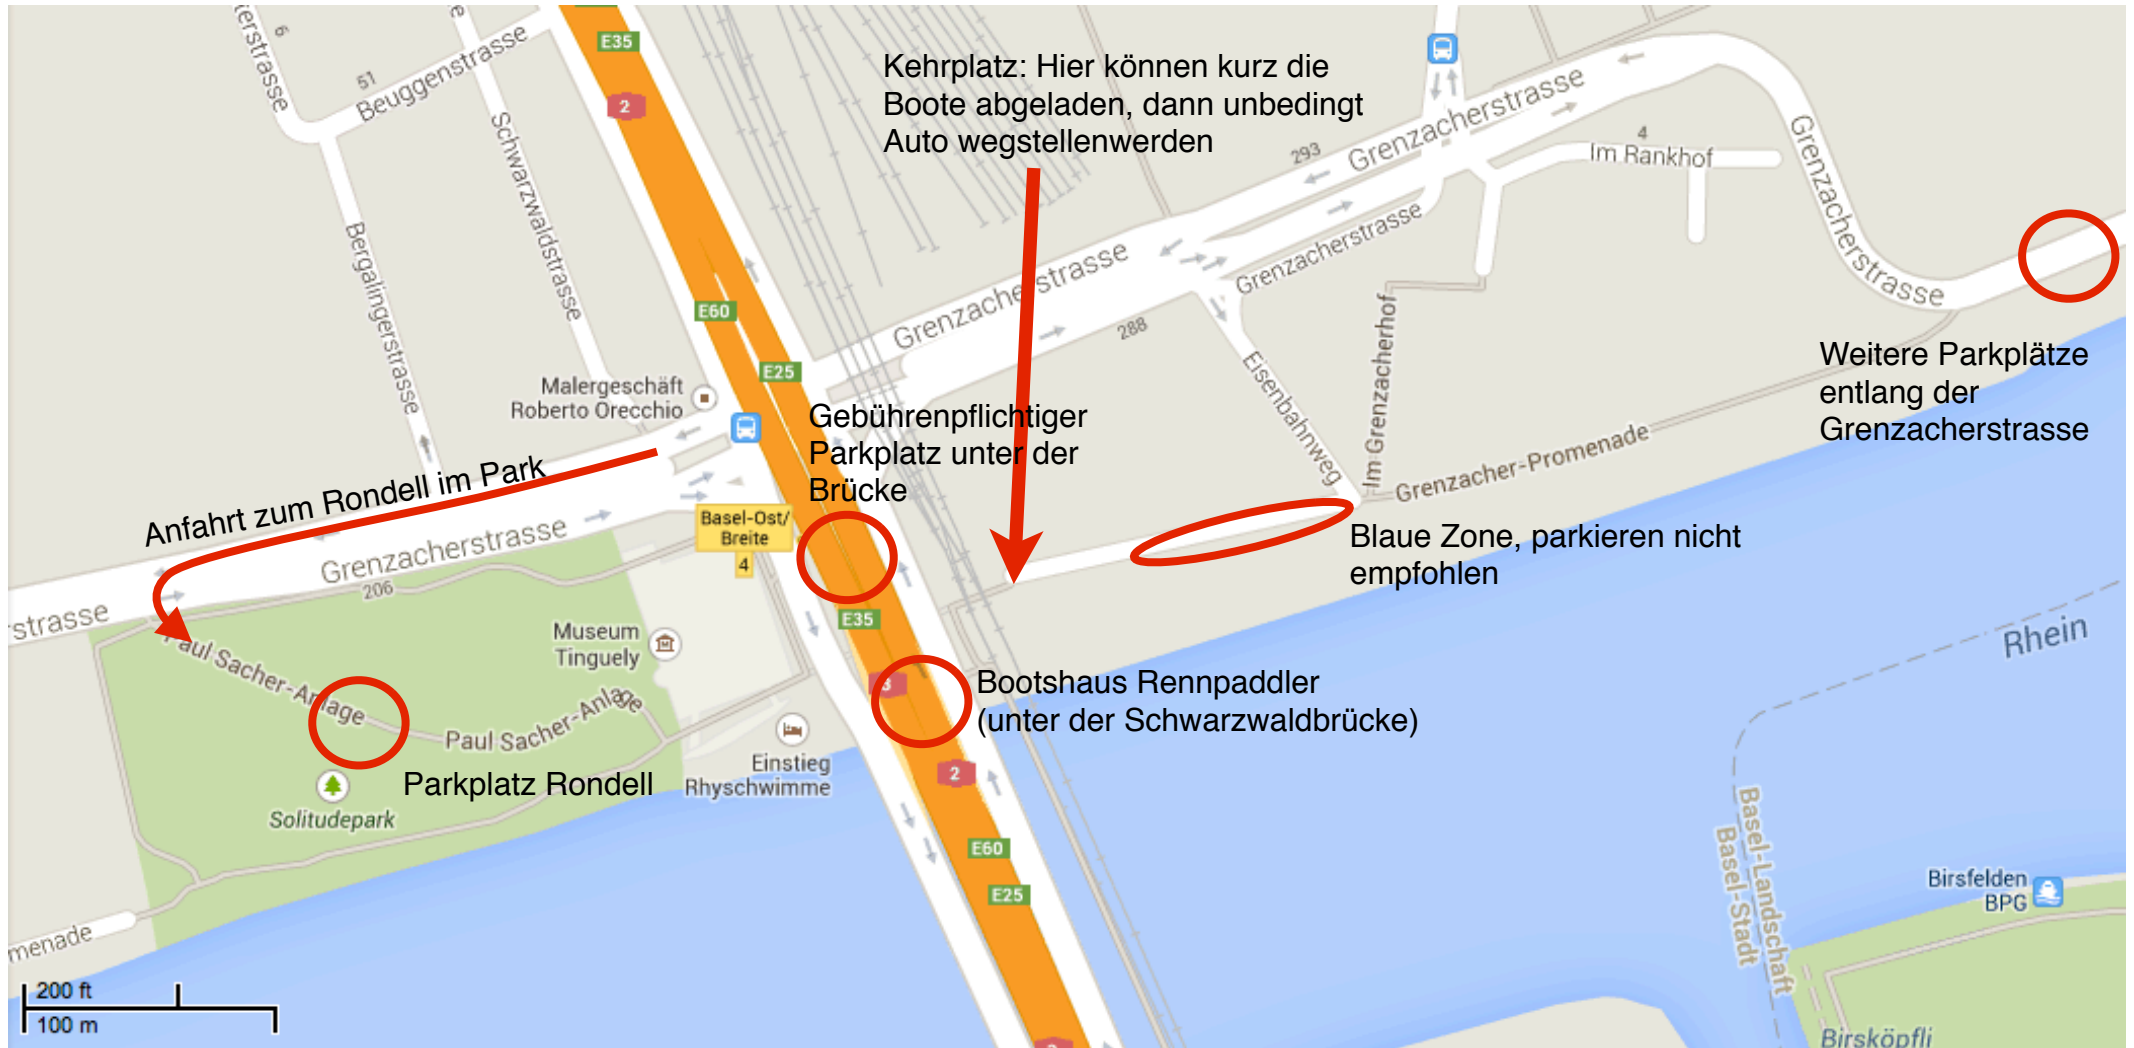 E35
2
6
51
Beuggenstrasse
Schwarzwaldstrasse
Bergalingerstrasse
Kehrplatz: Hier können kurz die
Boote abgeladen, dann unbedingt
Auto wegstellenwerden
293
Grenzacherstrasse
4
Im Rankhof
Grenzacherstrasse
Grenzacherstrasse
Grenzacherstrasse
288
E60
E25
Eisenbahnweg
Im Grenzacherhof
Grenzacher-Promenade
Weitere Parkplätze
entlang der
Grenzacherstrasse
Malergeschäft
Roberto Orecchio
Gebührenpflichtiger
Parkplatz unter der
Brücke
Anfahrt zum Rondell im Park
Grenzacherstrasse
206
Basel-Ost/
Breite
4
Blaue Zone, parkieren nicht
empfohlen
strasse
E35
Museum
Tinguely
Rhein
Paul Sacher-Anlage
Paul Sacher-Anlage
3
Bootshaus Rennpaddler
(unter der Schwarzwaldbrücke)
Parkplatz Rondell
Solitudepark
Einstieg
Rhyschwimme
2
E60
E25
Basel-Landschaft
Basel-Stadt
Birsfelden
BPG
menade
200 ft
100 m
Birsköpfli